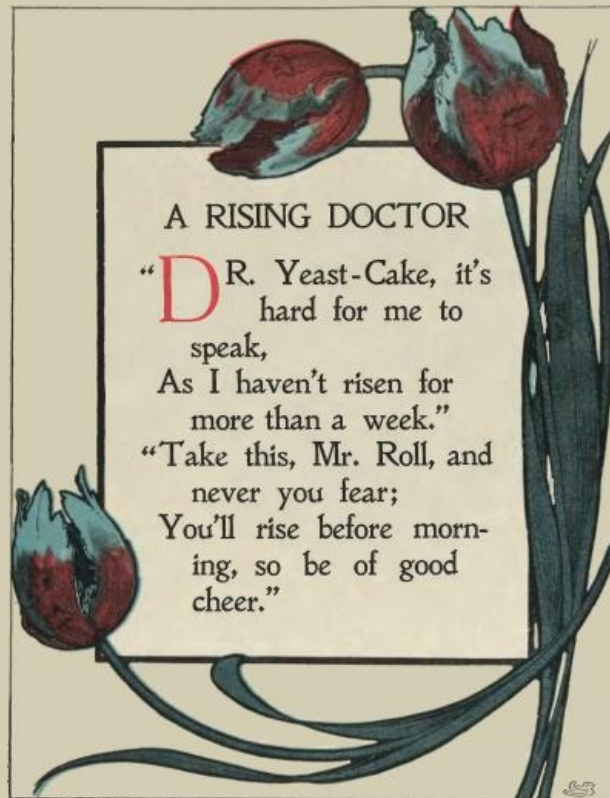 A RISING DOCTOR
"DR. Yeast-Cake, it's
hard for me to
speak,
As I haven't risen for
more than a week."
"Take this, Mr. Roll, and
never you fear;
You'll rise before morn-
ing, so be of good
cheer."